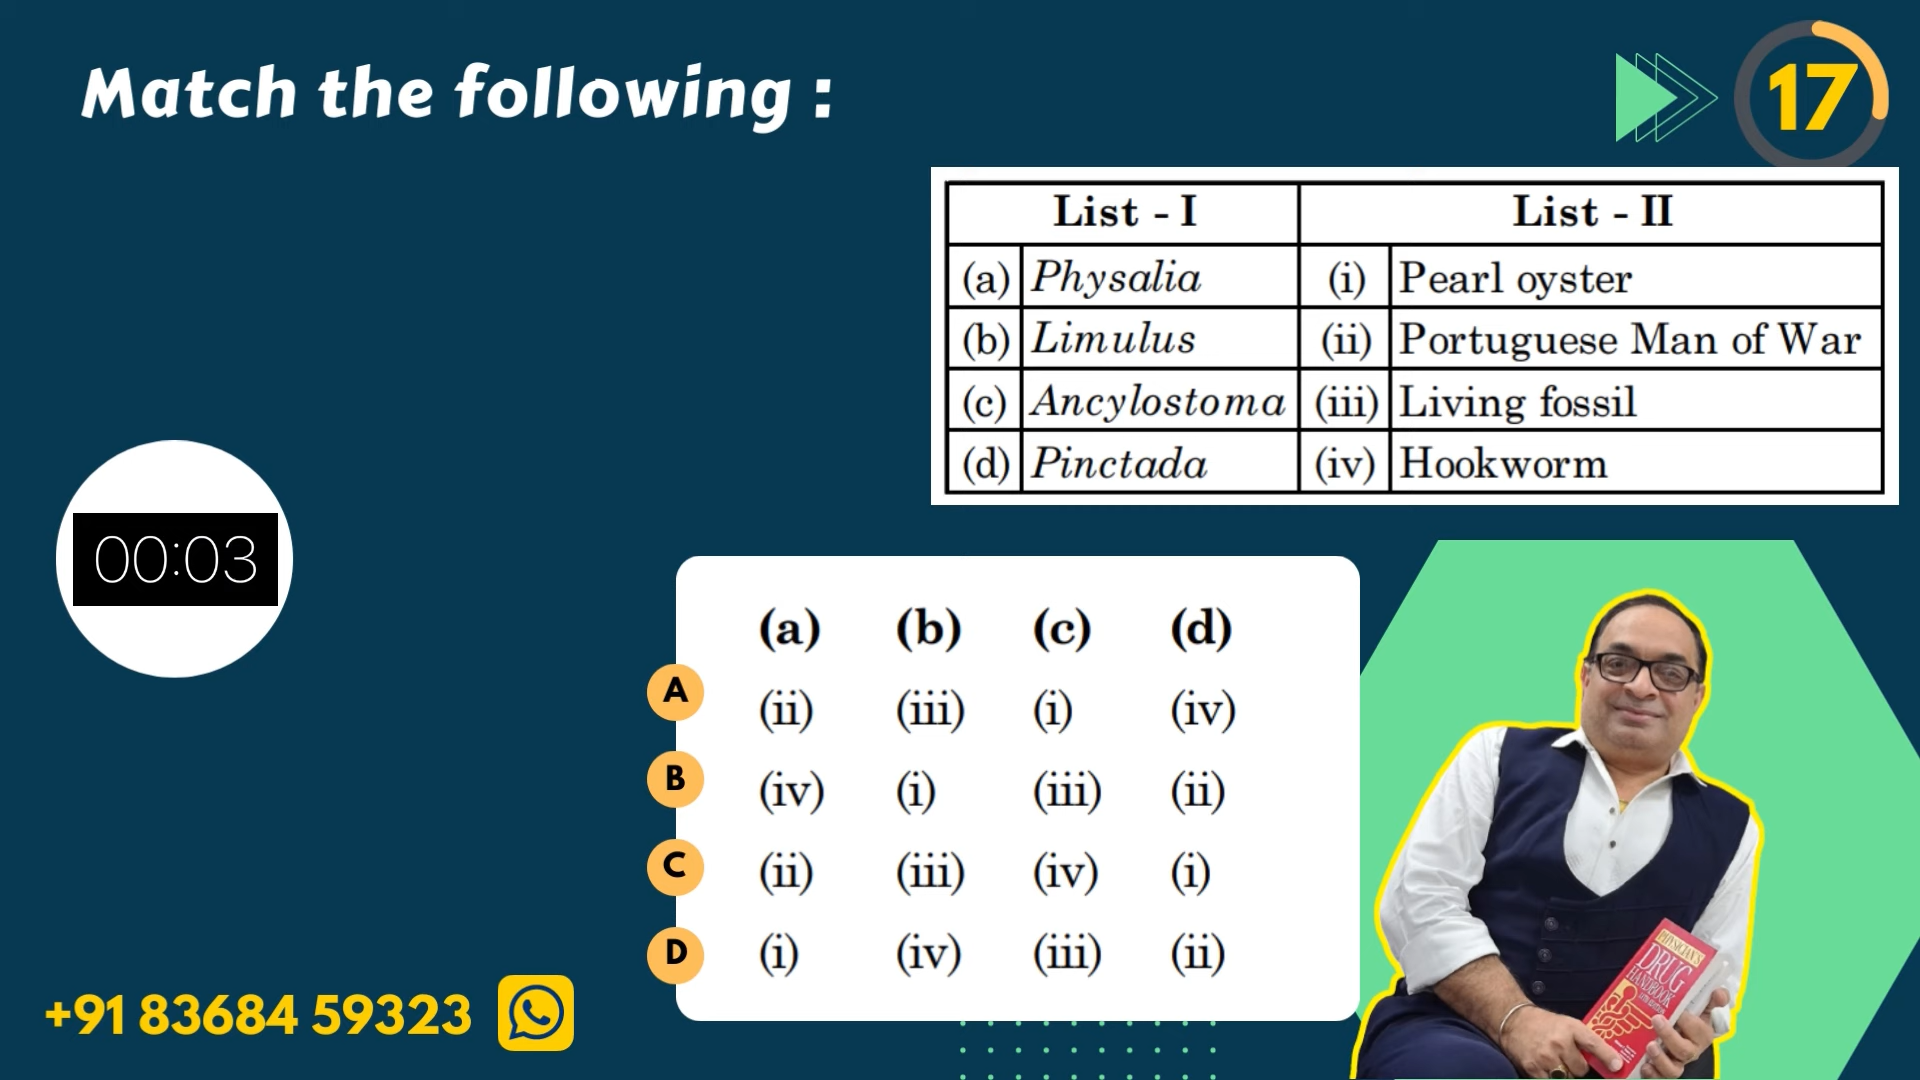 Match the following :
17
List - I List - II
(a) Physalia (i) Pearl oyster
(b) Limulus (ii) Portuguese Man of War
(c) Ancylostoma (iii) Living fossil
(d) Pinctada (iv) Hookworm
00:03
(a) (b) (c) (d)
A (ii) (iii) (i) (iv)
B (iv) (i) (iii) (ii)
C (ii) (iii) (iv) (i)
D (i) (iv) (iii) (ii)
+91 83684 59323
PHYSICIAN'S
DRUG
HANDBOOK